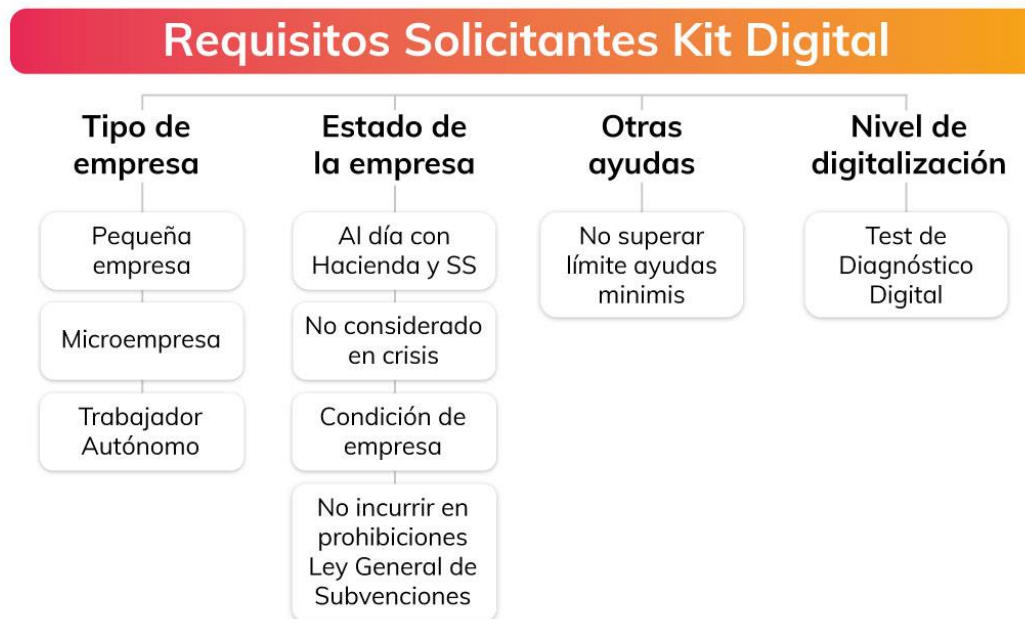 Requisitos Solicitantes Kit Digital
Tipo de
empresa
Pequeña
empresa
Microempresa
Trabajador
Autónomo
Estado de
la empresa
Al día con
Hacienda y SS
No considerado
en crisis
Condición de
empresa
No incurrir en
prohibiciones
Ley General de
Subvenciones
Otras
ayudas
No superar
límite ayudas
minimis
Nivel de
digitalización
Test de
Diagnóstico
Digital